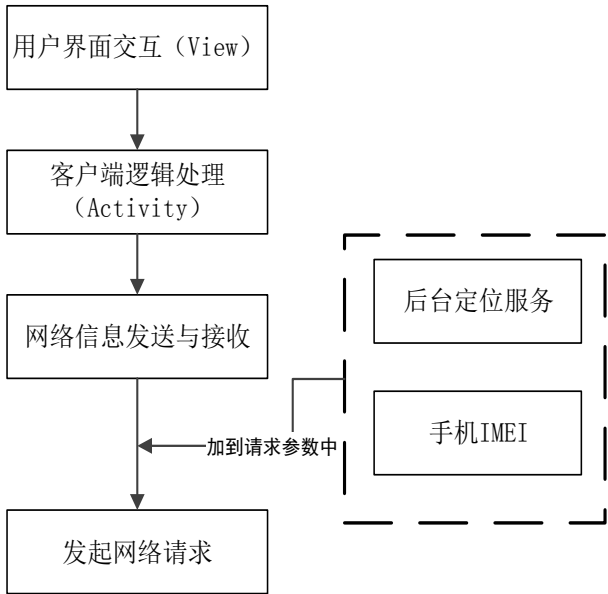 用户界面交互（View）
客户端逻辑处理
（Activity）
后台定位服务
网络信息发送与接收
手机IMEI
加到请求参数中
发起网络请求